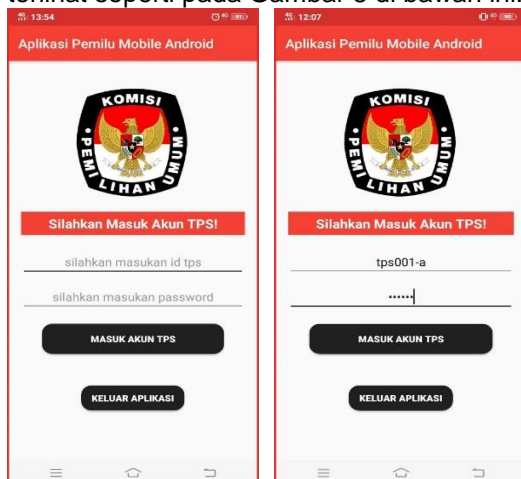 terlihat seperti pada Gambar 8 di bawah ini.
13:54
Aplikasi Pemilu Mobile Android
KOMISI
PEMILIHAN UMUM
Silahkan Masuk Akun TPS!
silahkan masukan id tps
silahkan masukan password
MASUK AKUN TPS
KELUAR APLIKASI
12:07
Aplikasi Pemilu Mobile Android
KOMISI
PEMILIHAN UMUM
Silahkan Masuk Akun TPS!
tps001-a
••••••
MASUK AKUN TPS
KELUAR APLIKASI